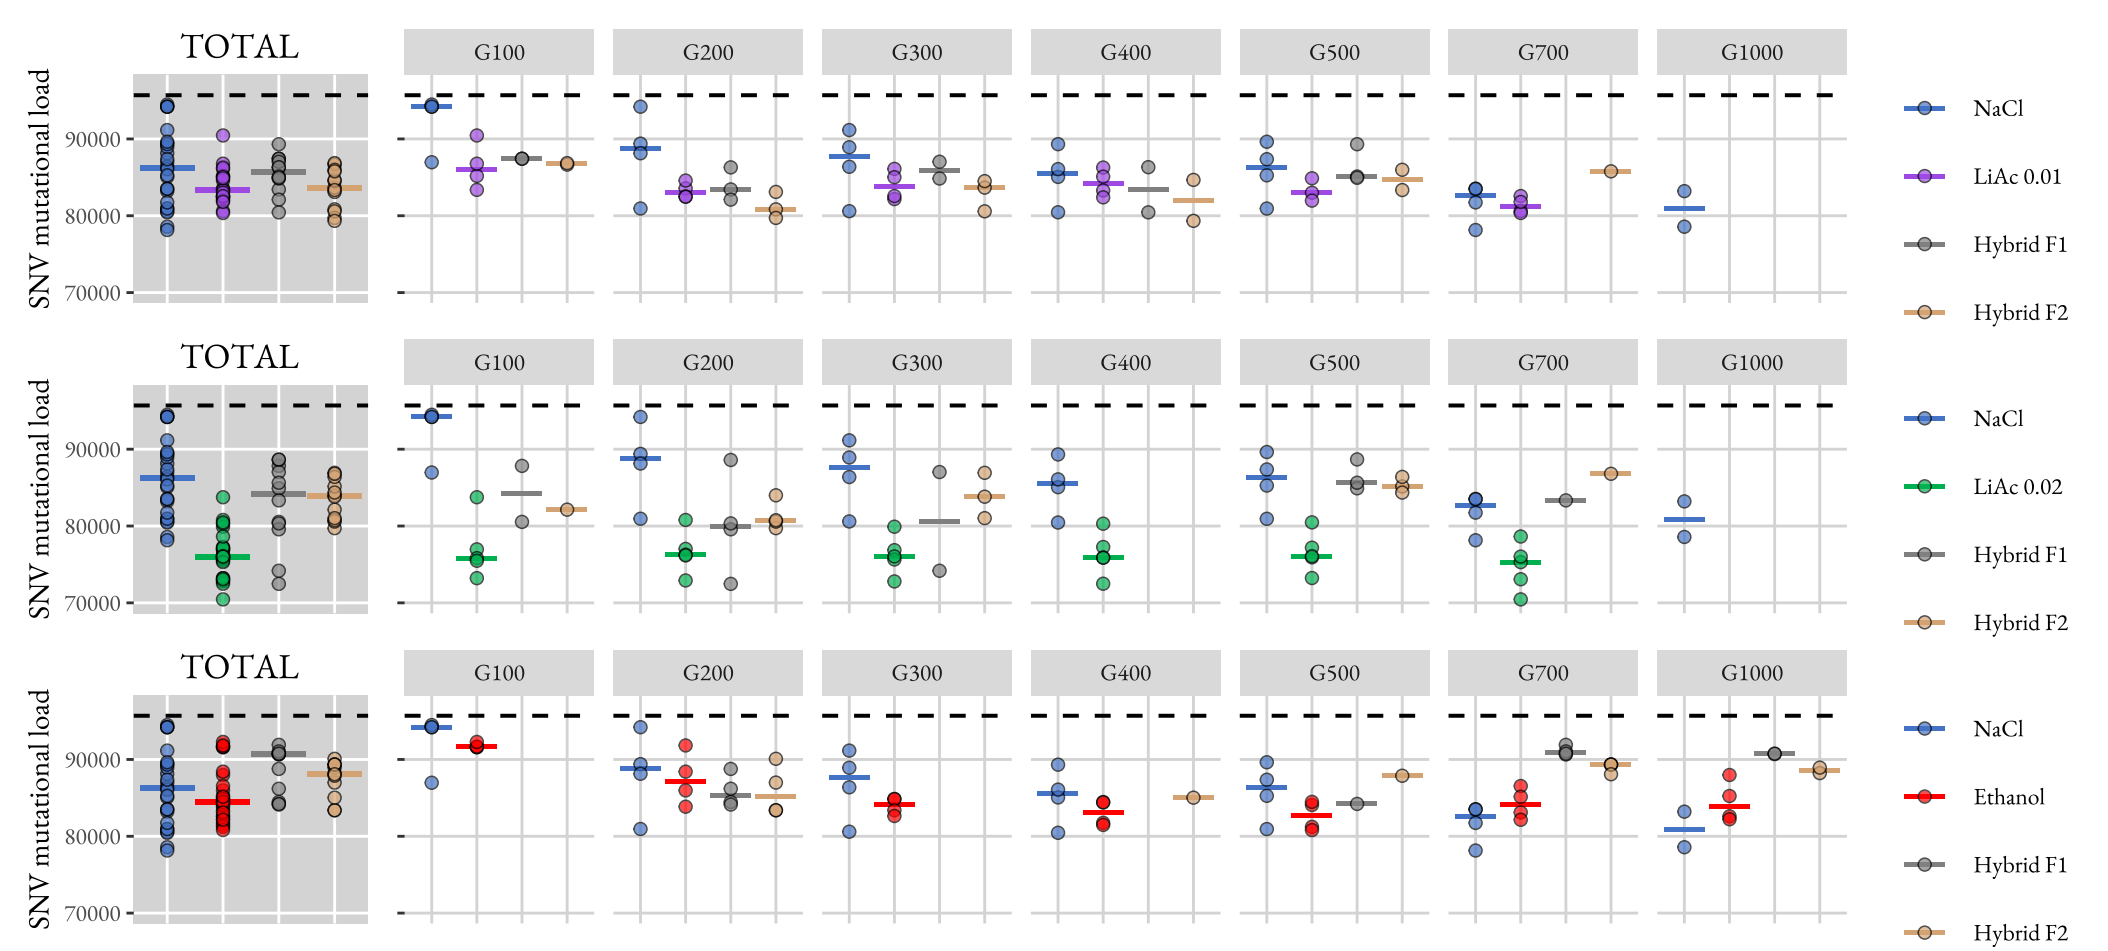 TOTAL G100 G200 G300 G400 G500 G700 G1000
SNV mutational load
90000
80000
70000
NaCl
LiAc 0.01
Hybrid F1
Hybrid F2
TOTAL G100 G200 G300 G400 G500 G700 G1000
SNV mutational load
90000
80000
70000
NaCl
LiAc 0.02
Hybrid F1
Hybrid F2
TOTAL G100 G200 G300 G400 G500 G700 G1000
SNV mutational load
90000
80000
70000
NaCl
Ethanol
Hybrid F1
Hybrid F2